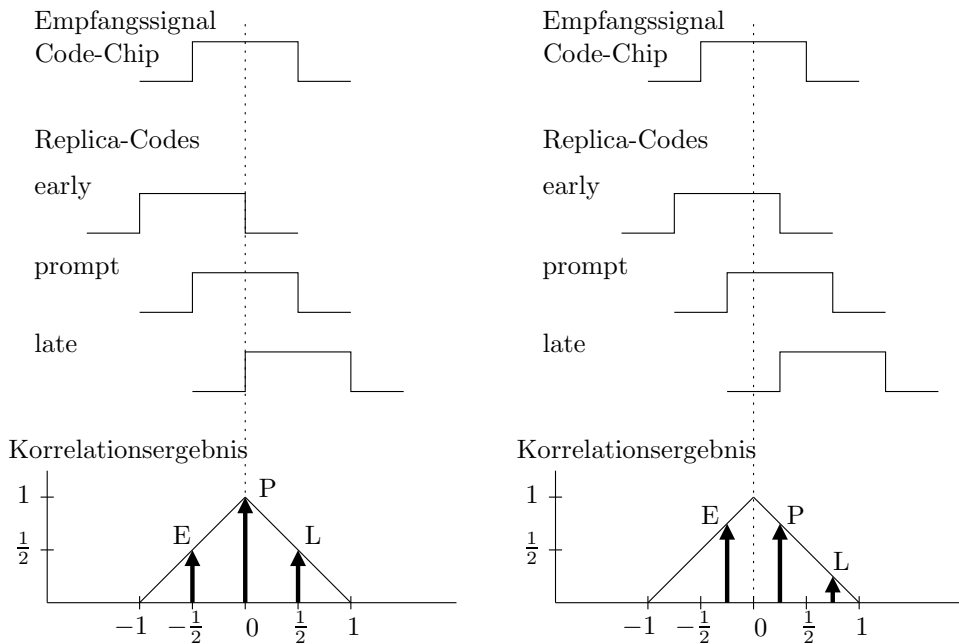 Empfangssignal
Code-Chip
Replica-Codes
early
prompt
late
Korrelationsergebnis
1
1/2
E
P
L
−1
−1/2
0
1/2
1
Empfangssignal
Code-Chip
Replica-Codes
early
prompt
late
Korrelationsergebnis
1
1/2
E
P
L
−1
−1/2
0
1/2
1